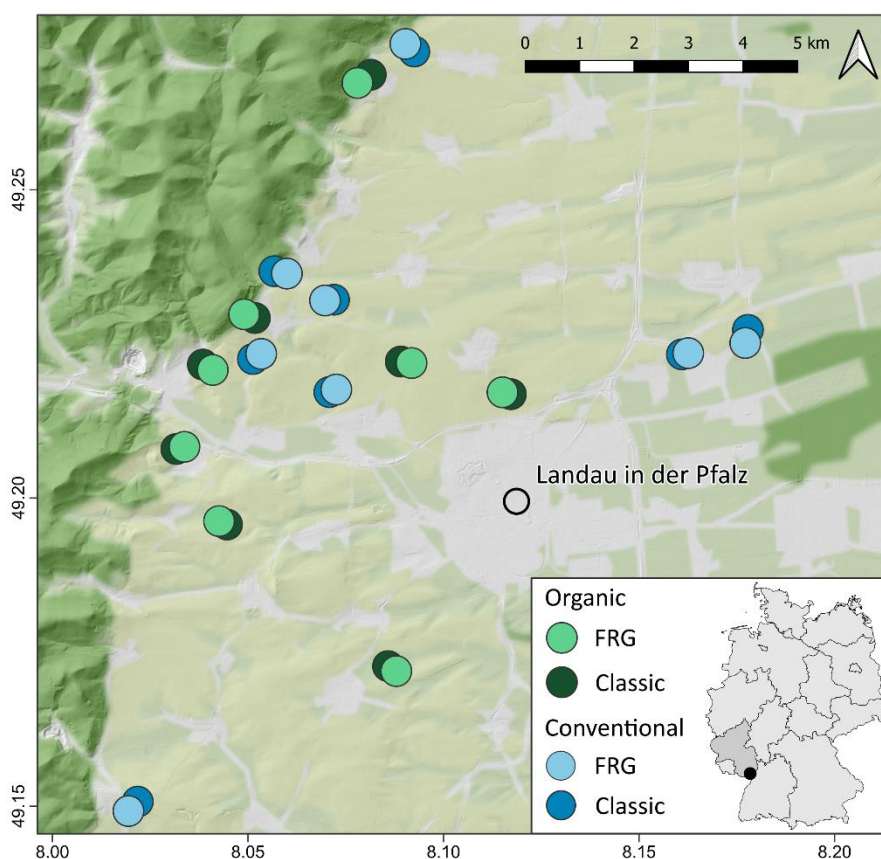 0 1 2 3 4 5 km
49.25
49.20
49.15
Landau in der Pfalz
Organic
FRG
Classic
Conventional
FRG
Classic
8.00 8.05 8.10 8.15 8.20